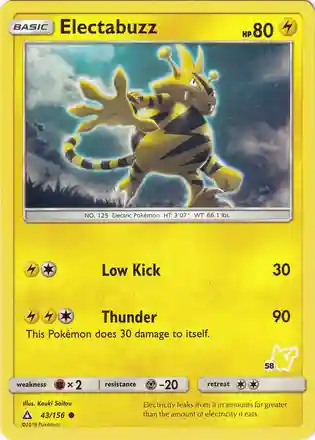 BASIC Electabuzz HP80
NO. 125 Electric Pokémon HT: 3'07" WT: 66.1 lbs.
Low Kick 30
Thunder 90
This Pokémon does 30 damage to itself.
58
weakness × 2 resistance -20 retreat
Illus. Kouki Saitou
43/156
©2018 Pokémon
Electricity leaks from it in amounts far greater
than the amount of electricity it eats.